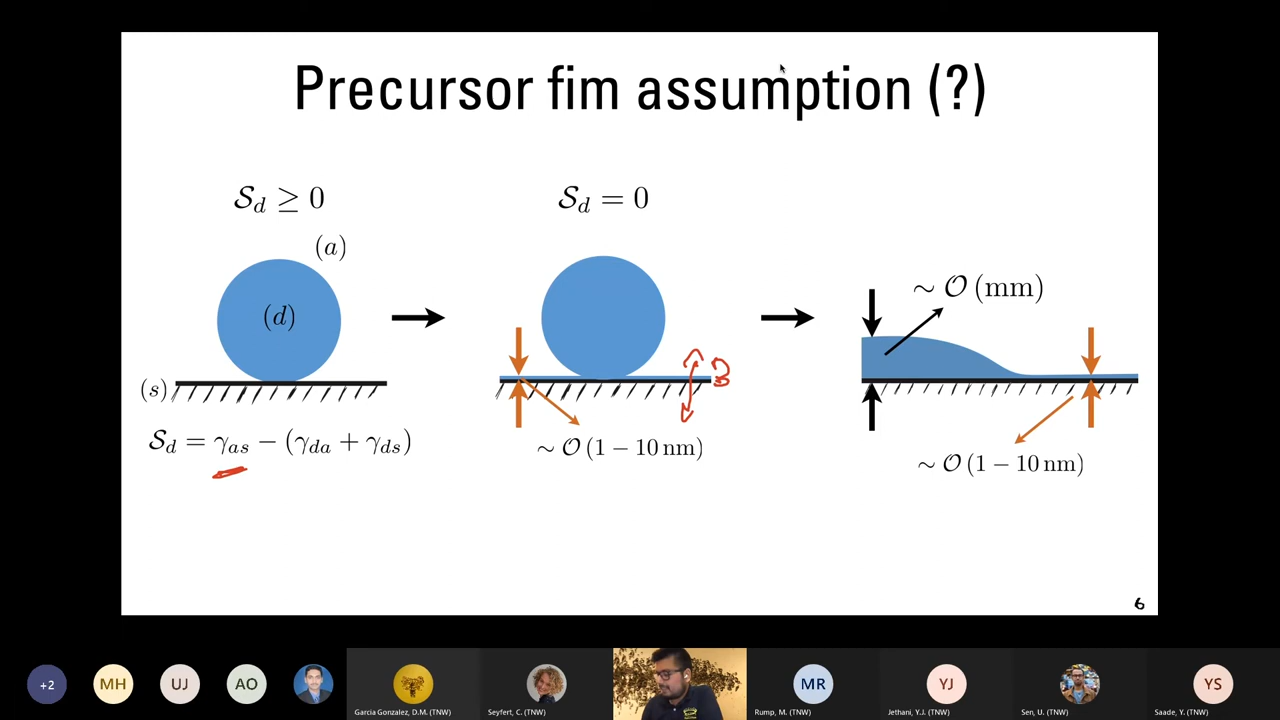 Precursor fim assumption (?)
𝒮_d ≥ 0
𝒮_d = 0
(a)
(d)
(s)
∼ 𝒪 (mm)
𝒮_d = γ_as − (γ_da + γ_ds)
∼ 𝒪 (1 − 10 nm)
∼ 𝒪 (1 − 10 nm)
6
+2
MH
UJ
AO
MR
YJ
YS
Garcia Gonzalez, D.M. (TNW)
Seyfert, C. (TNW)
Rump, M. (TNW)
Jethani, Y.J. (TNW)
Sen, U. (TNW)
Saade, Y. (TNW)